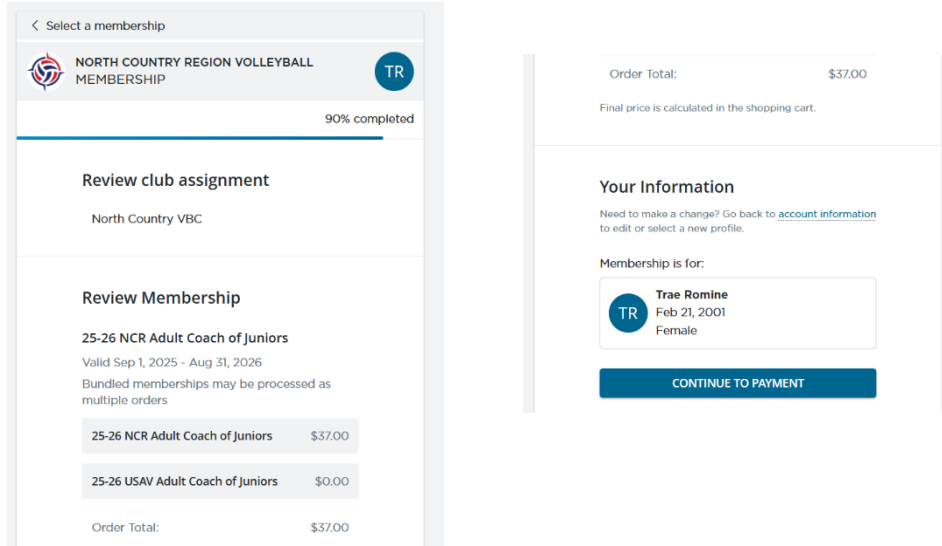 < Select a membership
NORTH COUNTRY REGION VOLLEYBALL
MEMBERSHIP
TR
90% completed
Review club assignment
North Country VBC
Review Membership
25-26 NCR Adult Coach of Juniors
Valid Sep 1, 2025 - Aug 31, 2026
Bundled memberships may be processed as
multiple orders
25-26 NCR Adult Coach of Juniors $37.00
25-26 USAV Adult Coach of Juniors $0.00
Order Total: $37.00
Order Total: $37.00
Final price is calculated in the shopping cart.
Your Information
Need to make a change? Go back to account information
to edit or select a new profile.
Membership is for:
TR
Trae Romine
Feb 21, 2001
Female
CONTINUE TO PAYMENT